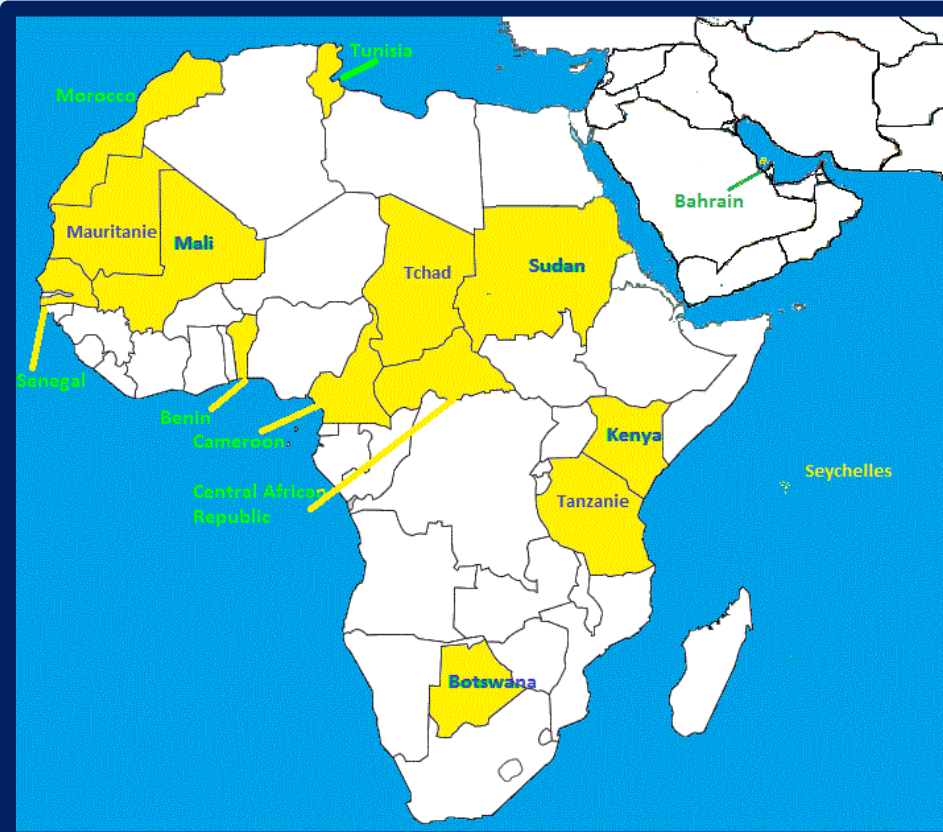 Tunisia
Morocco
Bahrain
Mauritanie
Mali
Tchad
Sudan
Senegal
Benin
Cameroon
Kenya
Seychelles
Central African
Republic
Tanzanie
Botswana